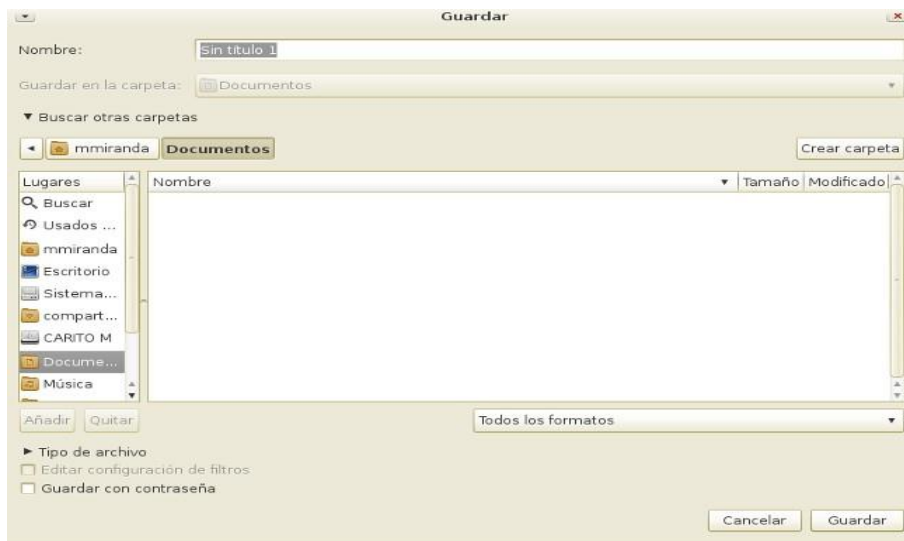 Guardar
Nombre: Sin título 1
Guardar en la carpeta: Documentos
Buscar otras carpetas
mmiranda Documentos Crear carpeta
Lugares Nombre Tamaño Modificado
Buscar
Usados ...
mmiranda
Escritorio
Sistema...
compart...
CARITO M
Docume...
Música
Añadir Quitar Todos los formatos
Tipo de archivo
Editar configuración de filtros
Guardar con contraseña
Cancelar Guardar